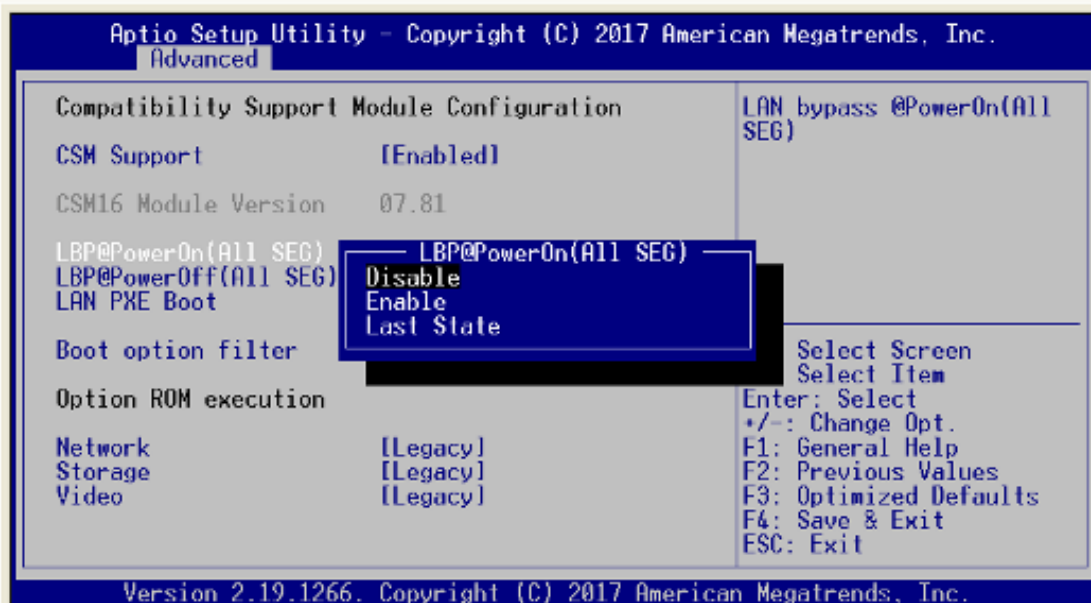 Aptio Setup Utility - Copyright (C) 2017 American Megatrends, Inc.
Advanced
Compatibility Support Module Configuration
CSM Support [Enabled]
CSM16 Module Version 07.81
LBP@PowerOn(All SEG)
LBP@PowerOff(All SEG)
LAN PXE Boot
Boot option filter
Option ROM execution
Network [Legacy]
Storage [Legacy]
Video [Legacy]
LBP@PowerOn(All SEG)
Disable
Enable
Last State
LAN bypass @PowerOn(All
SEG)
Select Screen
Select Item
Enter: Select
+/-: Change Opt.
F1: General Help
F2: Previous Values
F3: Optimized Defaults
F4: Save & Exit
ESC: Exit
Version 2.19.1266. Copyright (C) 2017 American Megatrends, Inc.